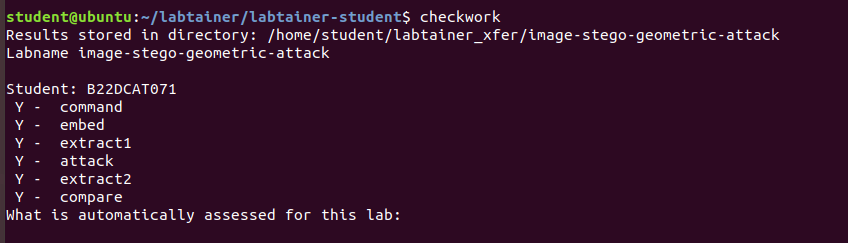 student@ubuntu:~/labtainer/labtainer-student$ checkwork
Results stored in directory: /home/student/labtainer_xfer/image-stego-geometric-attack
Labname image-stego-geometric-attack
Student: B22DCAT071
Y - command
Y - embed
Y - extract1
Y - attack
Y - extract2
Y - compare
What is automatically assessed for this lab: